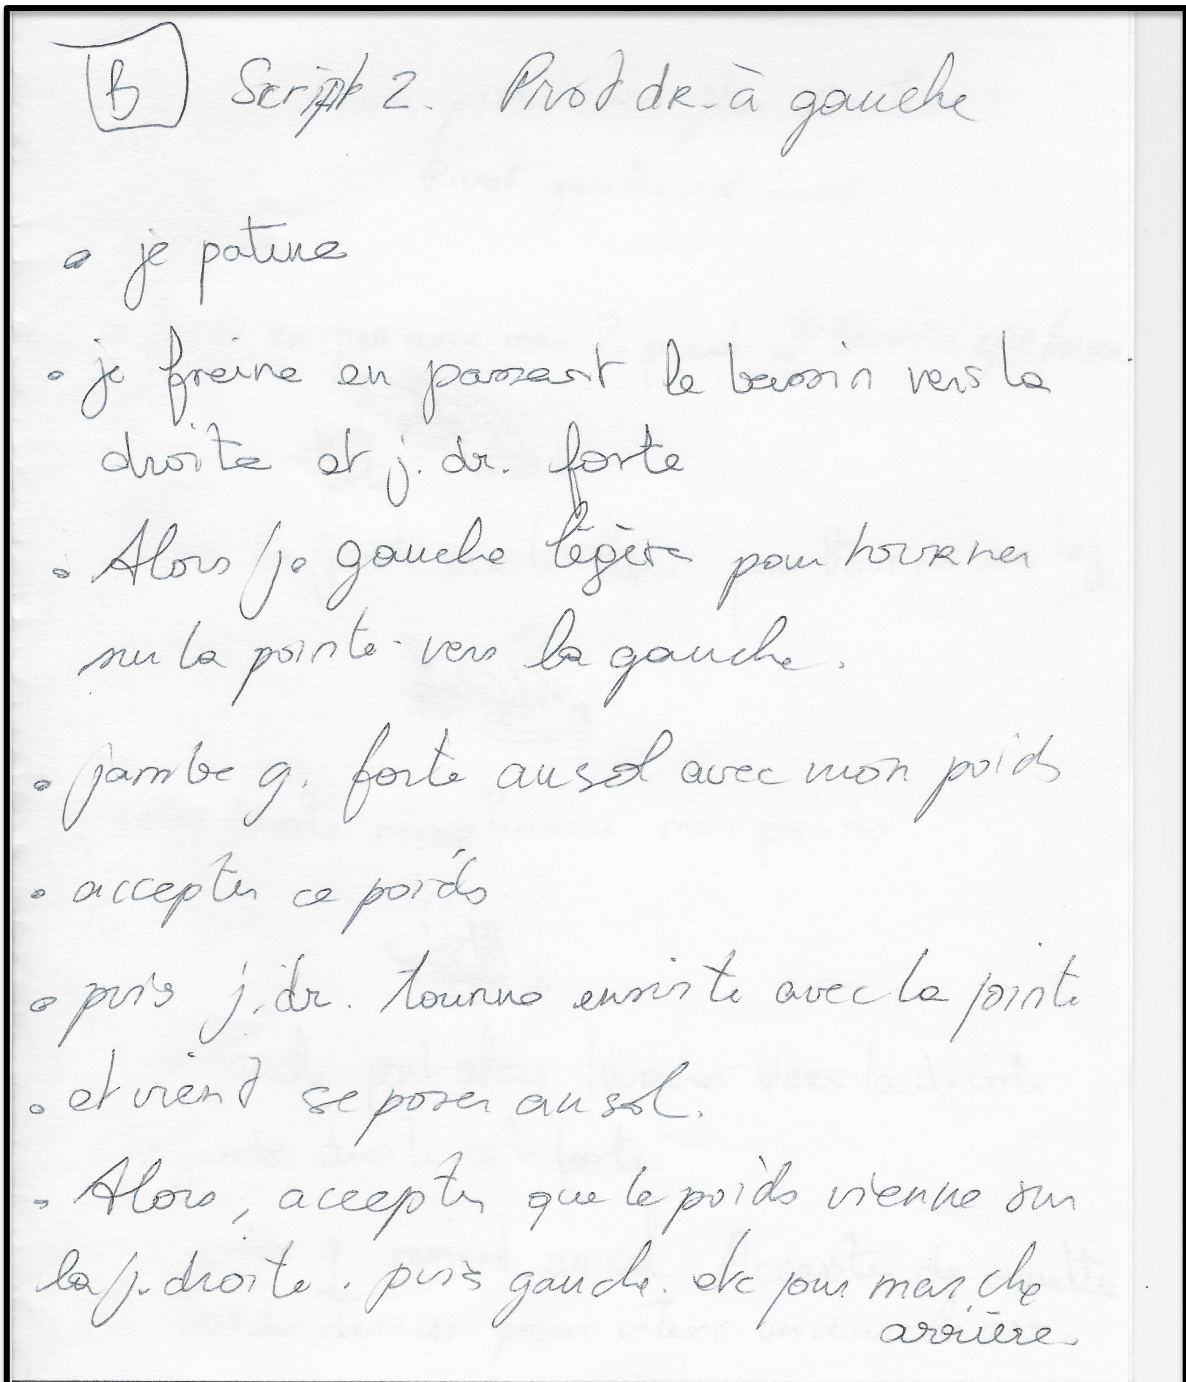 B Script 2. Pivot dr. à gauche
• je patine
• je freine en passant le bassin vers la
droite et j. dr. forte
• Alors j. gauche légère pour tourner
sur la pointe vers la gauche.
• jambe g. forte au sol avec mon poids
• accepter ce poids
• puis j. dr. tourne ensuite avec la pointe
• et vient se poser au sol.
• Alors, accepter que le poids vienne sur
la j. droite. puis gauche. etc pour marche
arrière